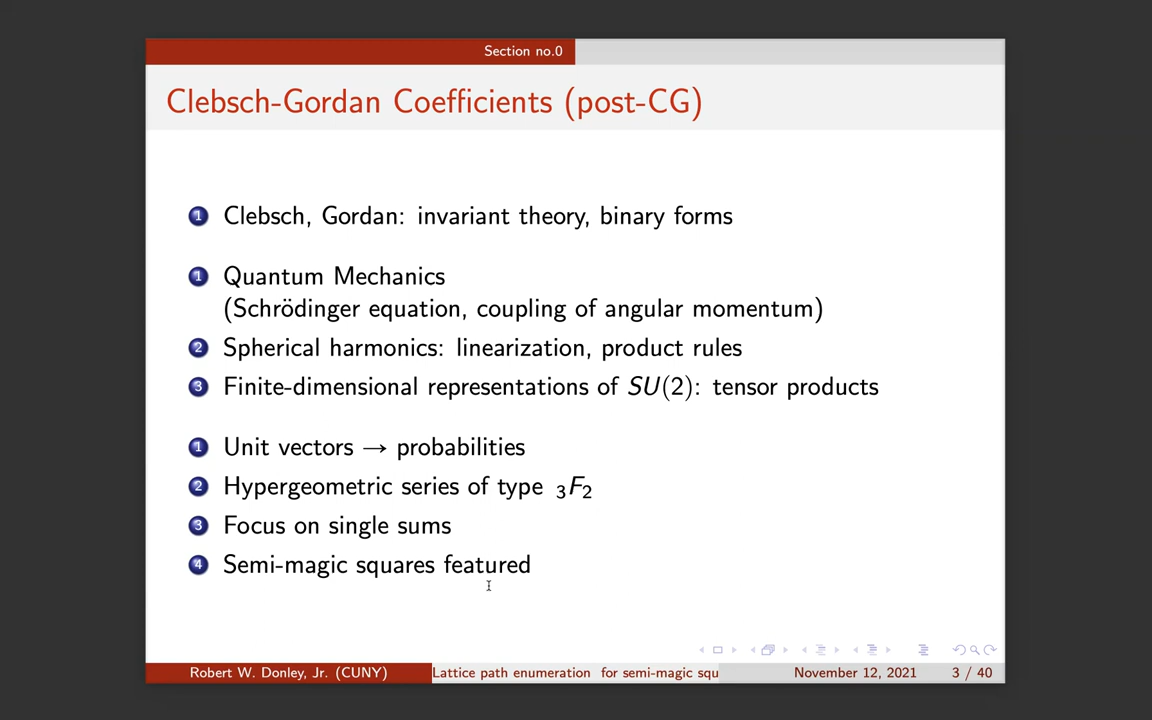 Section no.0
Clebsch-Gordan Coefficients (post-CG)
1 Clebsch, Gordan: invariant theory, binary forms
1 Quantum Mechanics
(Schrödinger equation, coupling of angular momentum)
2 Spherical harmonics: linearization, product rules
3 Finite-dimensional representations of SU(2): tensor products
1 Unit vectors → probabilities
2 Hypergeometric series of type ₃F₂
3 Focus on single sums
4 Semi-magic squares featured
Robert W. Donley, Jr. (CUNY) Lattice path enumeration for semi-magic squ November 12, 2021 3 / 40